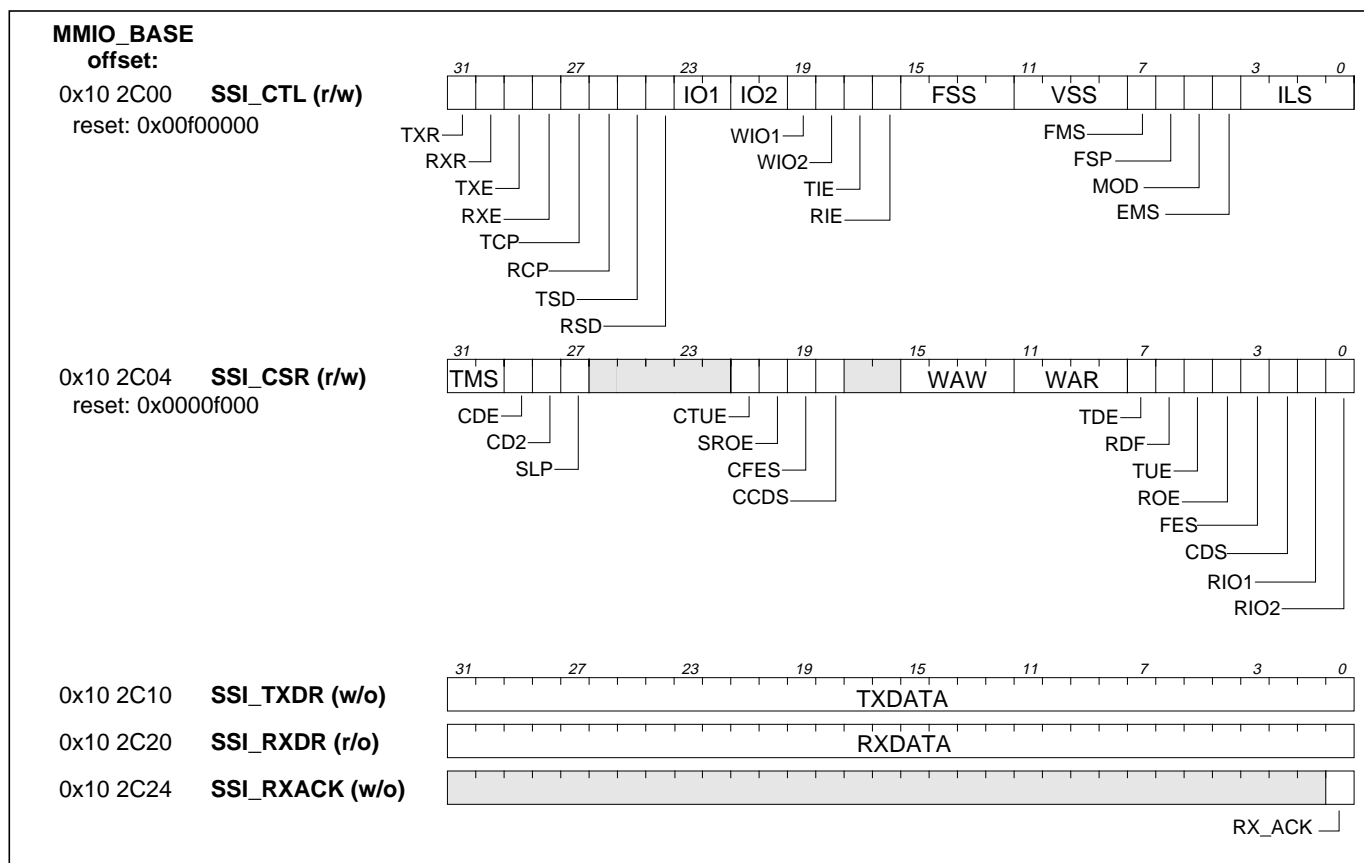 MMIO_BASE
offset:
31 27 23 19 15 11 7 3 0
0x10 2C00 SSI_CTL (r/w) IO1 IO2 FSS VSS ILS
reset: 0x00f00000
TXR WIO1 FMS
RXR WIO2 FSP
TXE TIE MOD
RXE RIE EMS
TCP
RCP
TSD
RSD
31 27 23 19 15 11 7 3 0
0x10 2C04 SSI_CSR (r/w) TMS WAW WAR
reset: 0x0000f000
CDE CTUE TDE
CD2 SROE RDF
SLP CFES TUE
CCDS ROE
FES
CDS
RIO1
RIO2
31 27 23 19 15 11 7 3 0
0x10 2C10 SSI_TXDR (w/o) TXDATA
0x10 2C20 SSI_RXDR (r/o) RXDATA
0x10 2C24 SSI_RXACK (w/o)
RX_ACK